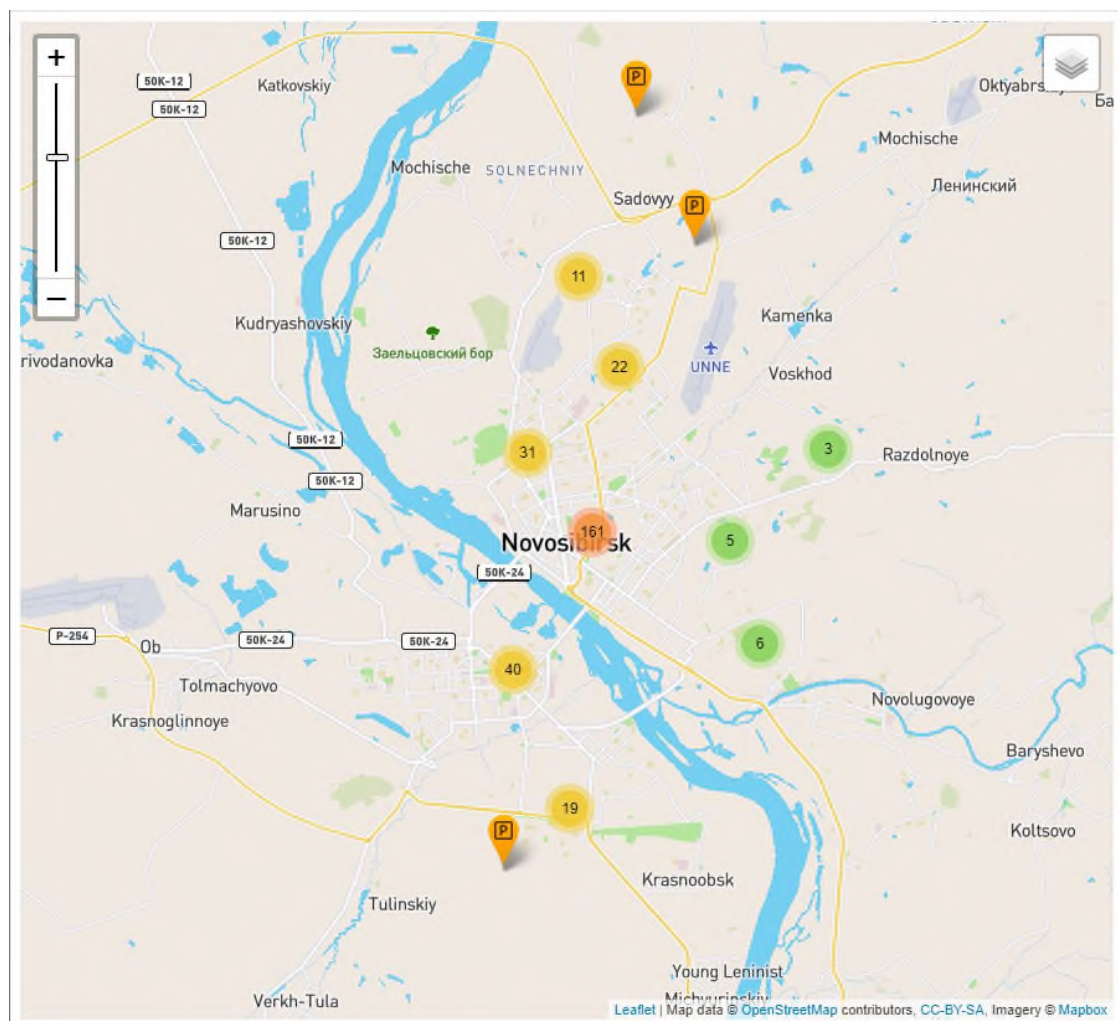 +
50K-12
Katkovskiy
50K-12
Mochische
Mochische
SOLNECHNIY
Ленинский
Sadovyy
50K-12
11
Kudryashovskiy
Kamenka
Заельцовский бор
22
UNNE
Voskhod
rivodanovka
50K-12
31
3
Razdolnoye
50K-12
Marusino
161
5
50K-24
P-254
Ob
50K-24
50K-24
6
40
Tolmachyovo
Novolugovoye
Krasnoglinnoye
Baryshevo
19
Koltsovo
Krasnoobsk
Tulinskiy
Young Leninist
Verkh-Tula
P
P
P
Leaflet | Map data © OpenStreetMap contributors, CC-BY-SA, Imagery © Mapbox